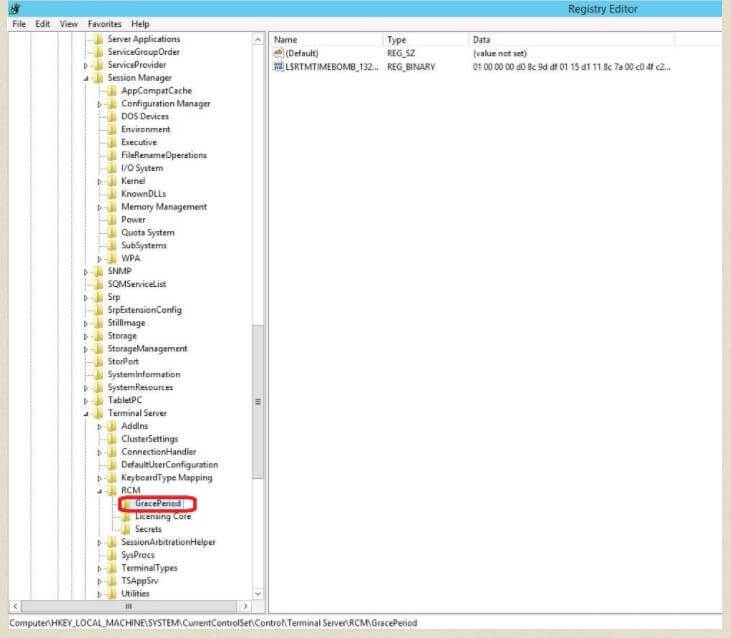 Registry Editor
File Edit View Favorites Help
Server Applications
ServiceGroupOrder
ServiceProvider
Session Manager
AppCompatCache
Configuration Manager
DOS Devices
Environment
Executive
FileRenameOperations
I/O System
Kernel
KnownDLLs
Memory Management
Power
Quota System
SubSystems
WPA
SNMP
SQMServiceList
Srp
SrpExtensionConfig
StillImage
Storage
StorageManagement
StorPort
SystemInformation
SystemResources
TabletPC
Terminal Server
AddIns
ClusterSettings
ConnectionHandler
DefaultUserConfiguration
KeyboardType Mapping
RCM
GracePeriod
Licensing Core
Secrets
SessionArbitrationHelper
SysProcs
TerminalTypes
TSAppSrv
Utilities
Name Type Data
(Default) REG_SZ (value not set)
L$RTMTIMEBOMB_132... REG_BINARY 01 00 00 00 d0 8c 9d df 01 15 d1 11 8c 7a 00 c0 4f c2...
Computer\HKEY_LOCAL_MACHINE\SYSTEM\CurrentControlSet\Control\Terminal Server\RCM\GracePeriod